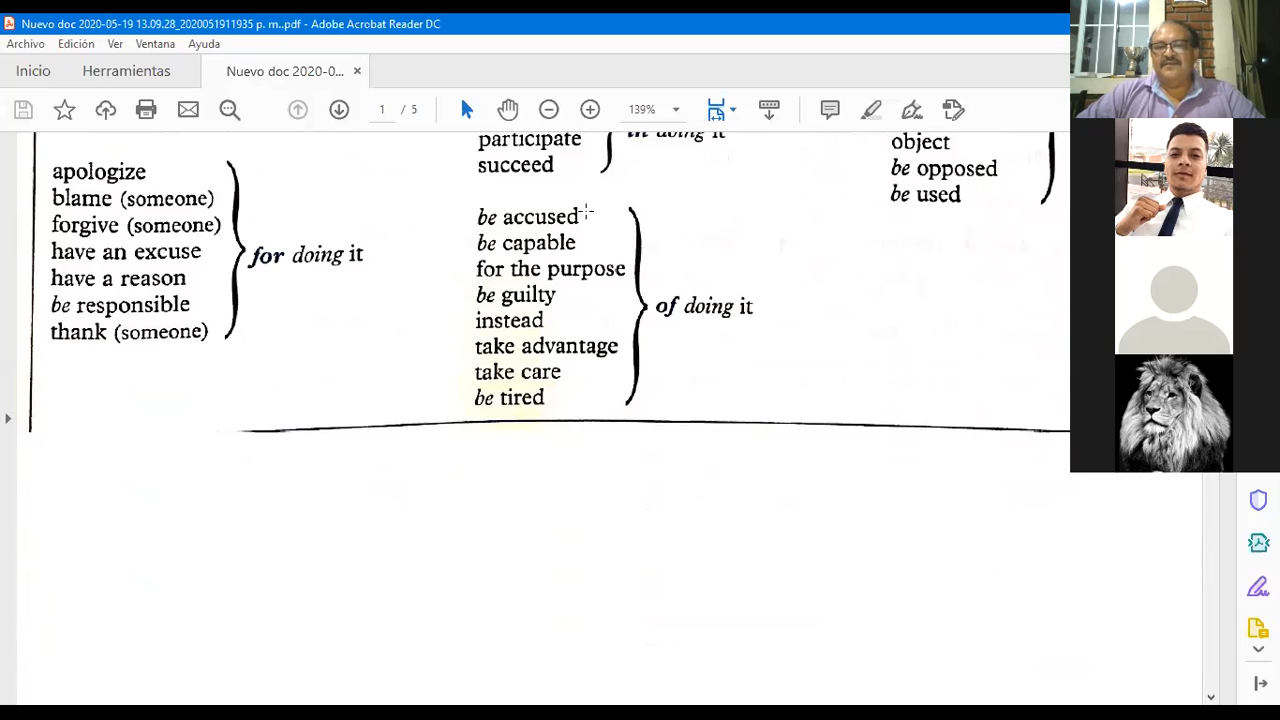 Nuevo doc 2020-05-19 13.09.28_2020051911935 p. m..pdf - Adobe Acrobat Reader DC
Archivo Edición Ver Ventana Ayuda
Inicio Herramientas Nuevo doc 2020-0... ×
1 / 5 139%
participate
succeed
in doing it
object
be opposed
be used
apologize
blame (someone)
forgive (someone)
have an excuse
have a reason
be responsible
thank (someone)
for doing it
be accused
be capable
for the purpose
be guilty
instead
take advantage
take care
be tired
of doing it